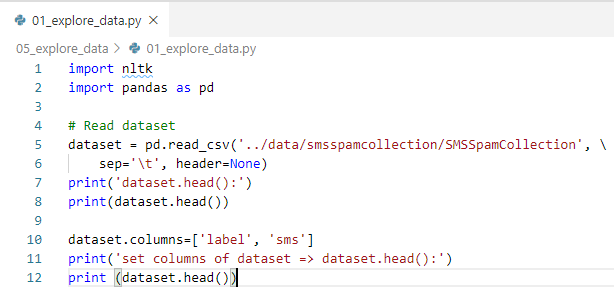 01_explore_data.py ×
05_explore_data > 01_explore_data.py
1 import nltk
2 import pandas as pd
3
4 # Read dataset
5 dataset = pd.read_csv('../data/smsspamcollection/SMSSpamCollection', \
6     sep='\t', header=None)
7 print('dataset.head():')
8 print(dataset.head())
9
10 dataset.columns=['label', 'sms']
11 print('set columns of dataset => dataset.head():')
12 print (dataset.head())